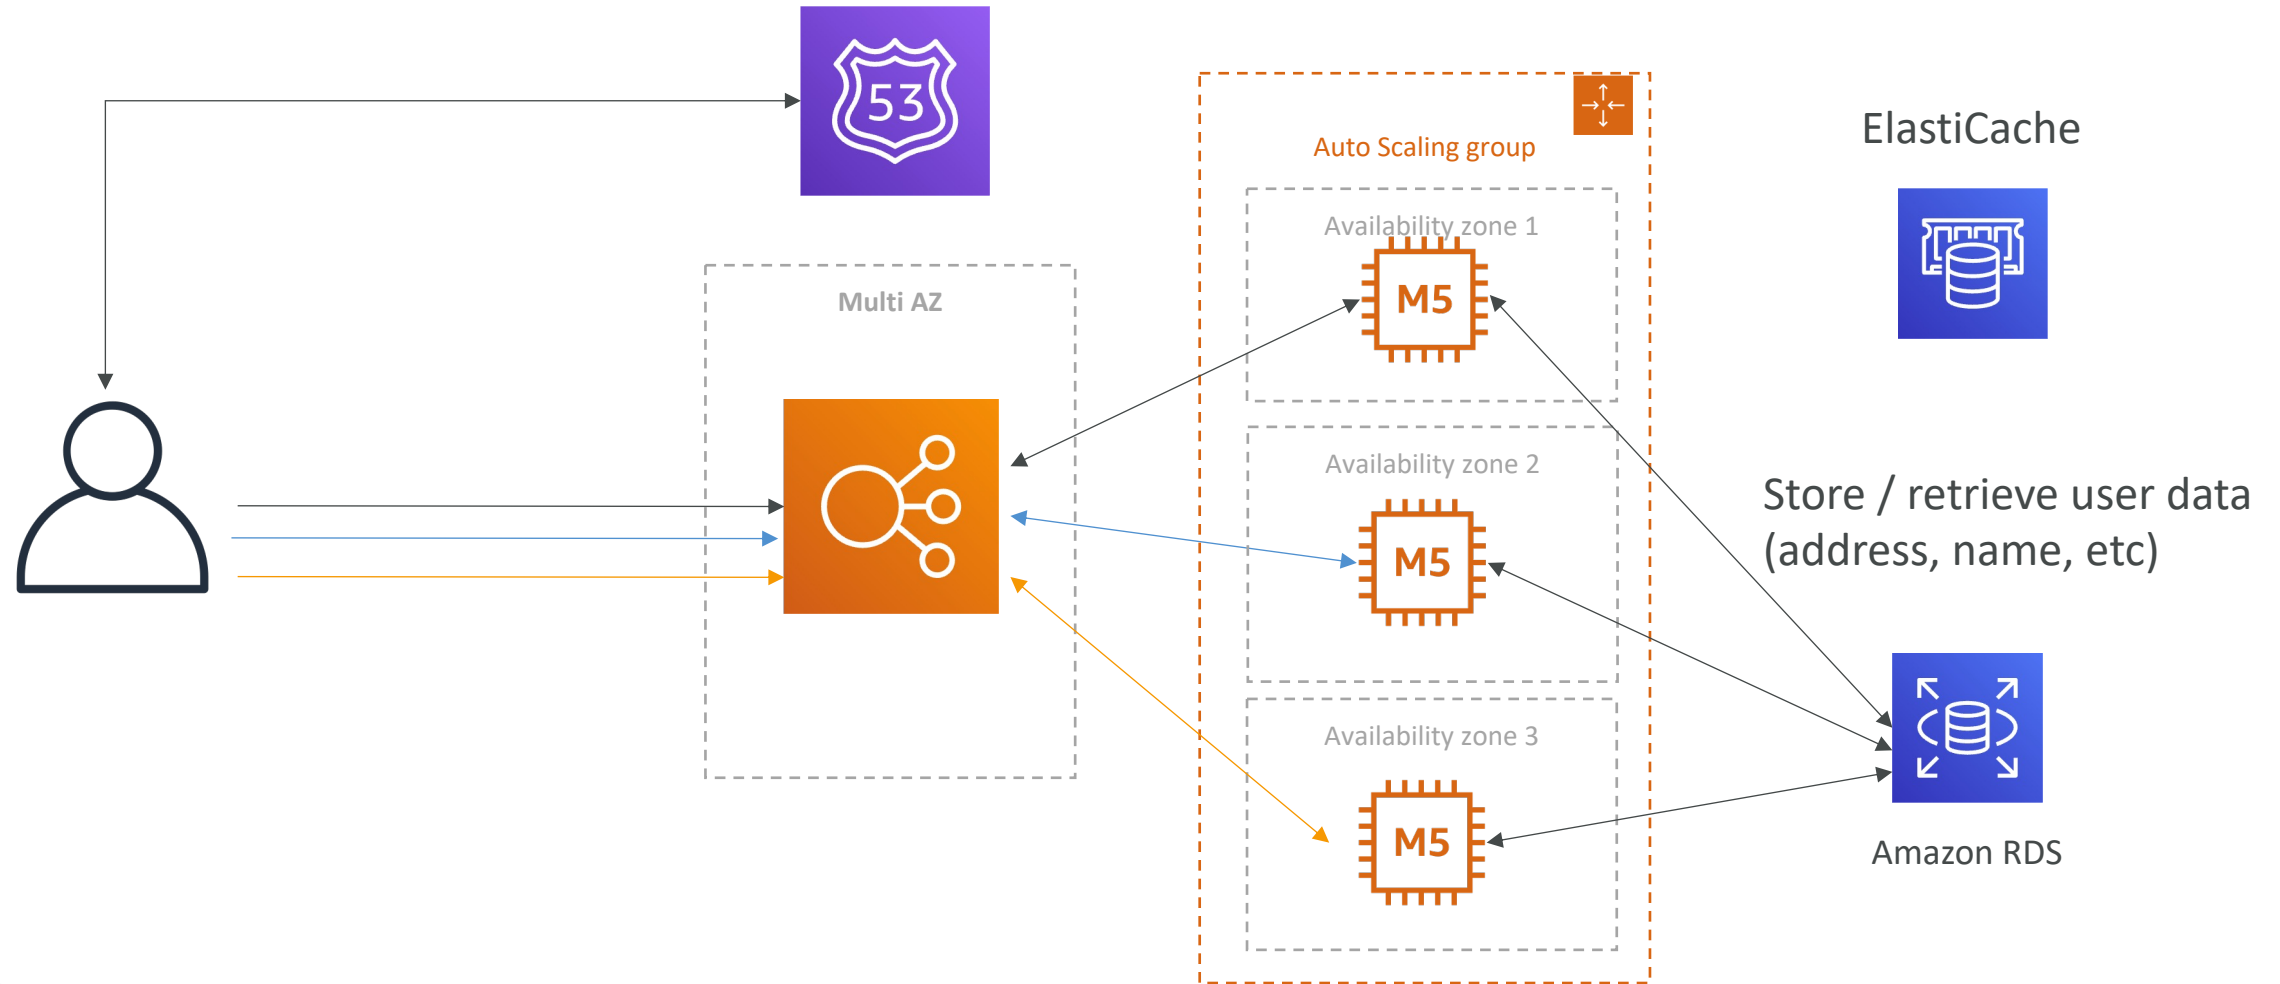 53
Auto Scaling group
ElastiCache
Availability zone 1
M5
Multi AZ
Availability zone 2
M5
Store / retrieve user data
(address, name, etc)
Availability zone 3
M5
Amazon RDS